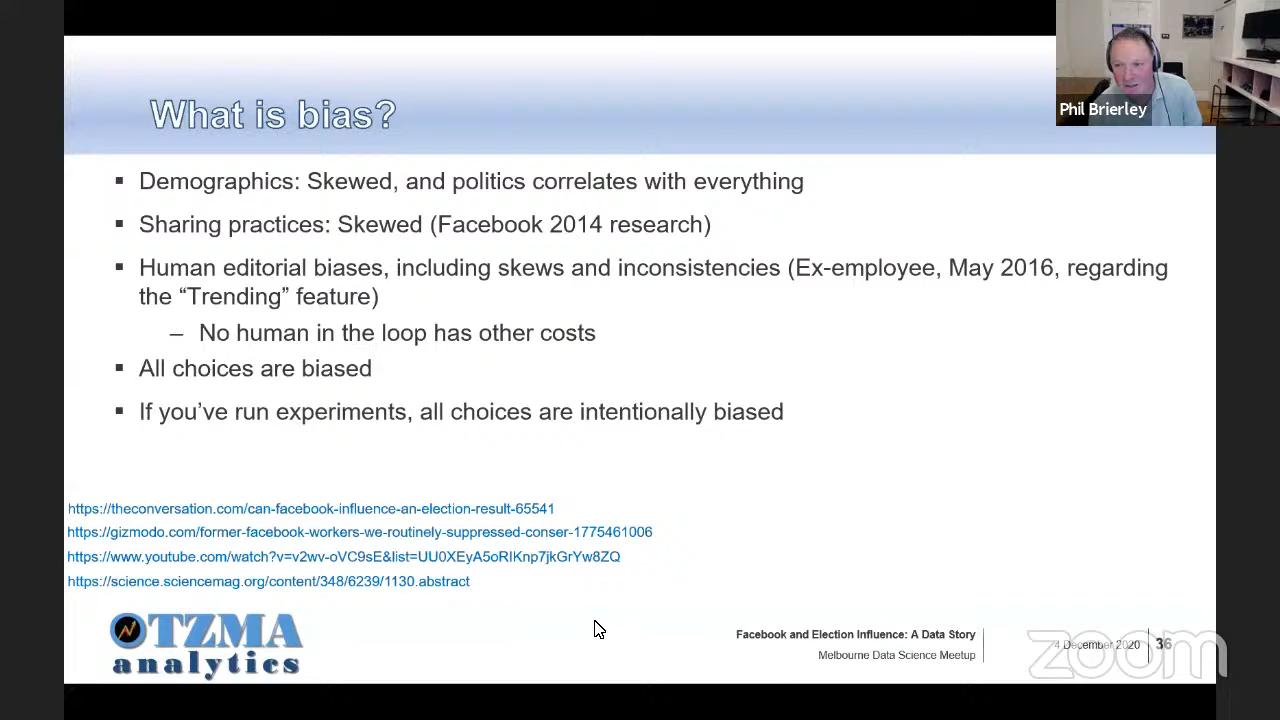 Phil Brierley
What is bias?
▪ Demographics: Skewed, and politics correlates with everything
▪ Sharing practices: Skewed (Facebook 2014 research)
▪ Human editorial biases, including skews and inconsistencies (Ex-employee, May 2016, regarding
the “Trending” feature)
– No human in the loop has other costs
▪ All choices are biased
▪ If you’ve run experiments, all choices are intentionally biased
https://theconversation.com/can-facebook-influence-an-election-result-65541
https://gizmodo.com/former-facebook-workers-we-routinely-suppressed-conser-1775461006
https://www.youtube.com/watch?v=v2wv-oVC9sE&list=UU0XEyA5oRIKnp7jkGrYw8ZQ
https://science.sciencemag.org/content/348/6239/1130.abstract
OTZMA
analytics
Facebook and Election Influence: A Data Story
Melbourne Data Science Meetup
4 December 2020
36
zoom